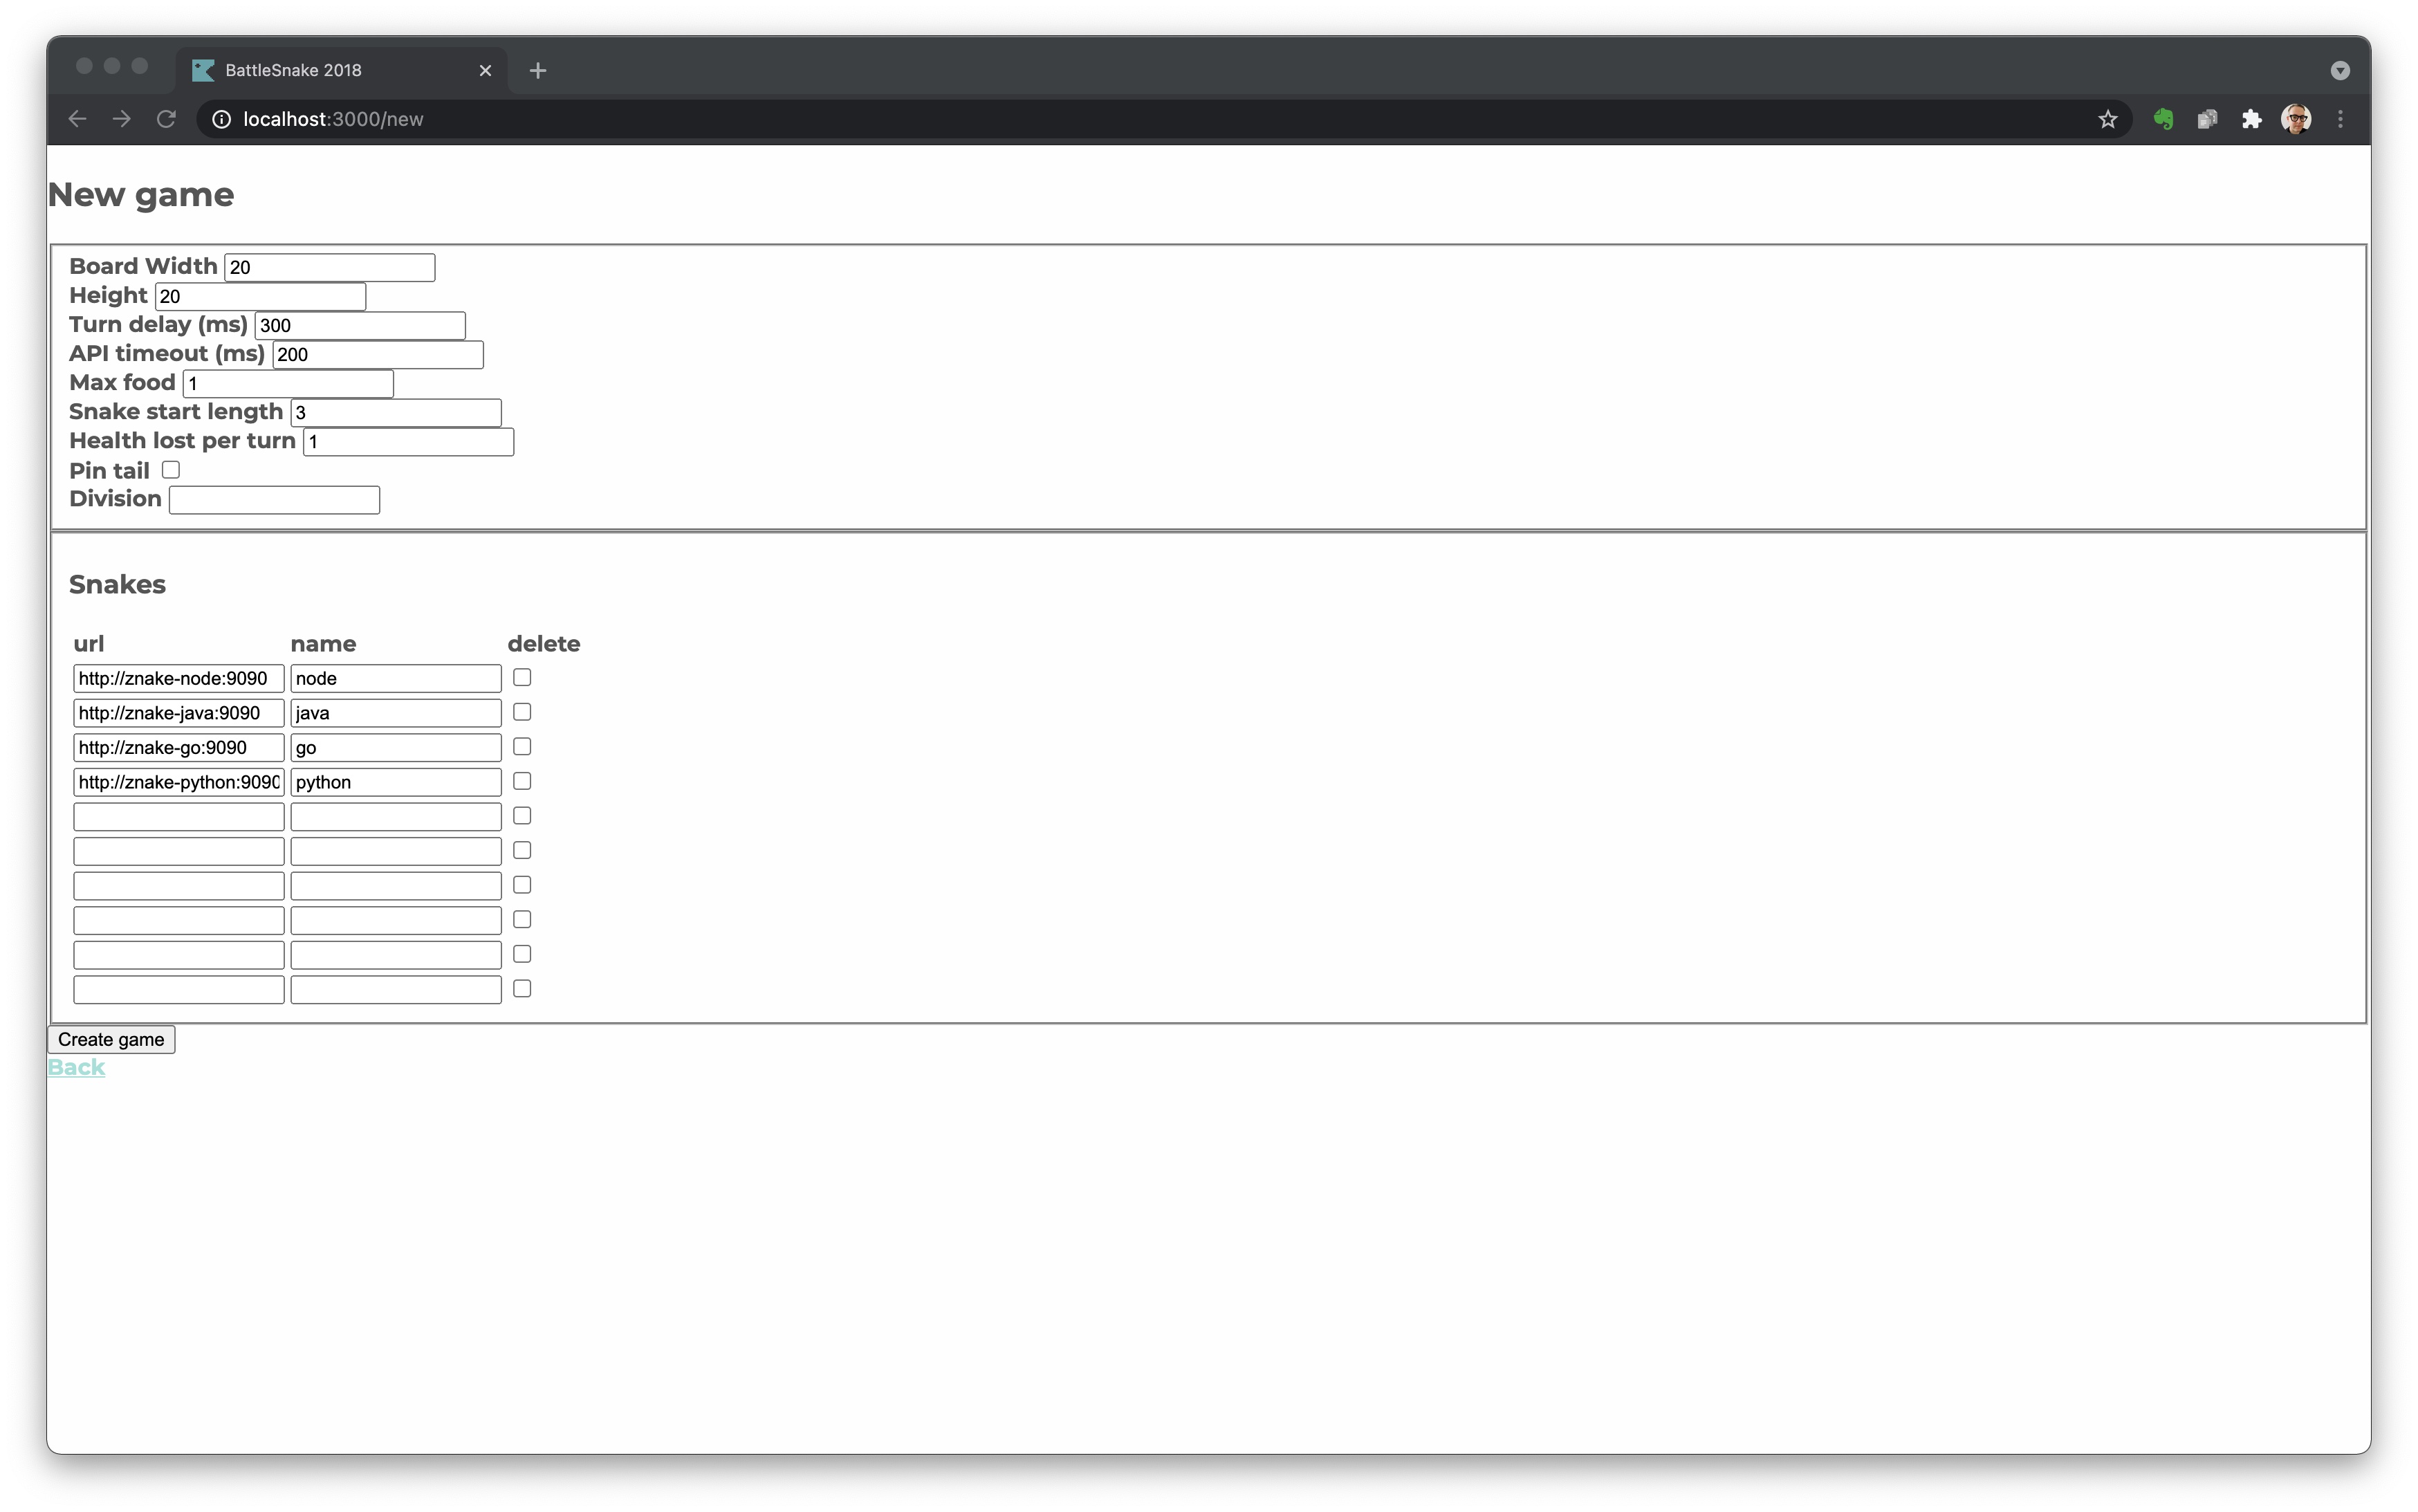 BattleSnake 2018
localhost:3000/new
New game
Board Width 20
Height 20
Turn delay (ms) 300
API timeout (ms) 200
Max food 1
Snake start length 3
Health lost per turn 1
Pin tail
Division
Snakes
url name delete
http://znake-node:9090 node
http://znake-java:9090 java
http://znake-go:9090 go
http://znake-python:9090 python
Create game
Back